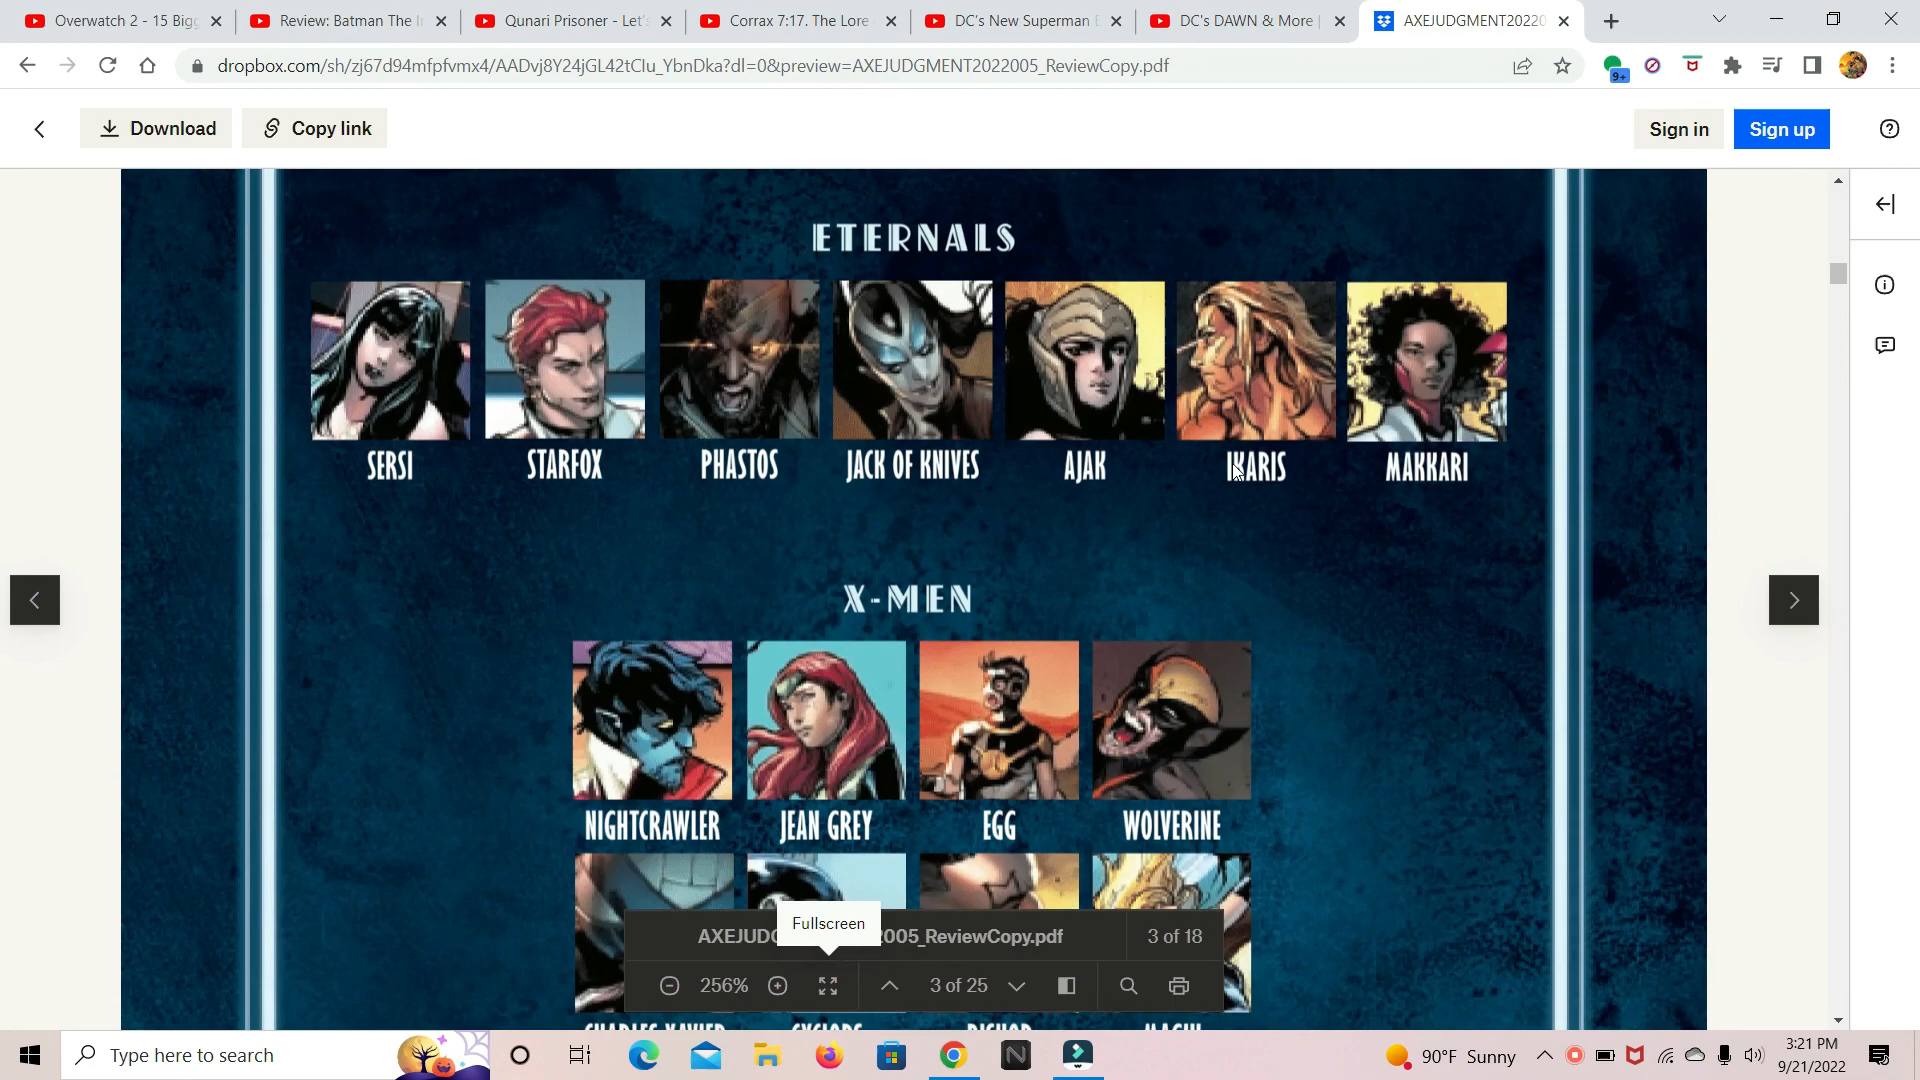 Overwatch 2 - 15 Bigg
Review: Batman The I
Qunari Prisoner - Let's
Corrax 7:17. The Lore
DC's New Superman
DC's DAWN & More |
AXEJUDGMENT20220
dropbox.com/sh/zj67d94mfpfvmx4/AADvj8Y24jGL42tClu_YbnDka?dl=0&preview=AXEJUDGMENT2022005_ReviewCopy.pdf
9+
Download
Copy link
Sign in
Sign up
ETERNALS
SERSI
STARFOX
PHASTOS
JACK OF KNIVES
AJAK
IKARIS
MAKKARI
X-MEN
NIGHTCRAWLER
JEAN GREY
EGG
WOLVERINE
Fullscreen
AXEJUD
005_ReviewCopy.pdf
3 of 18
256%
3 of 25
Type here to search
90°F Sunny
3:21 PM
9/21/2022